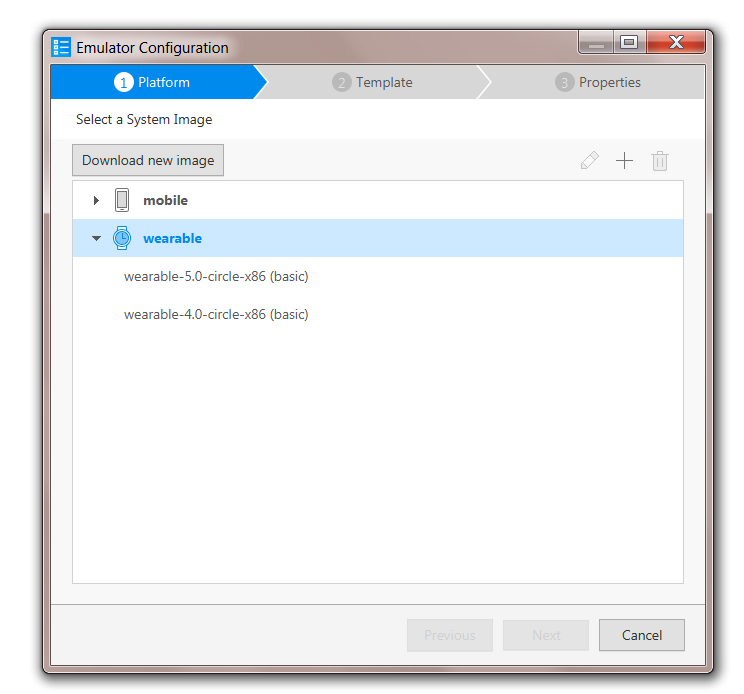 Emulator Configuration
1 Platform
2 Template
3 Properties
Select a System Image
Download new image
mobile
wearable
wearable-5.0-circle-x86 (basic)
wearable-4.0-circle-x86 (basic)
Previous
Next
Cancel